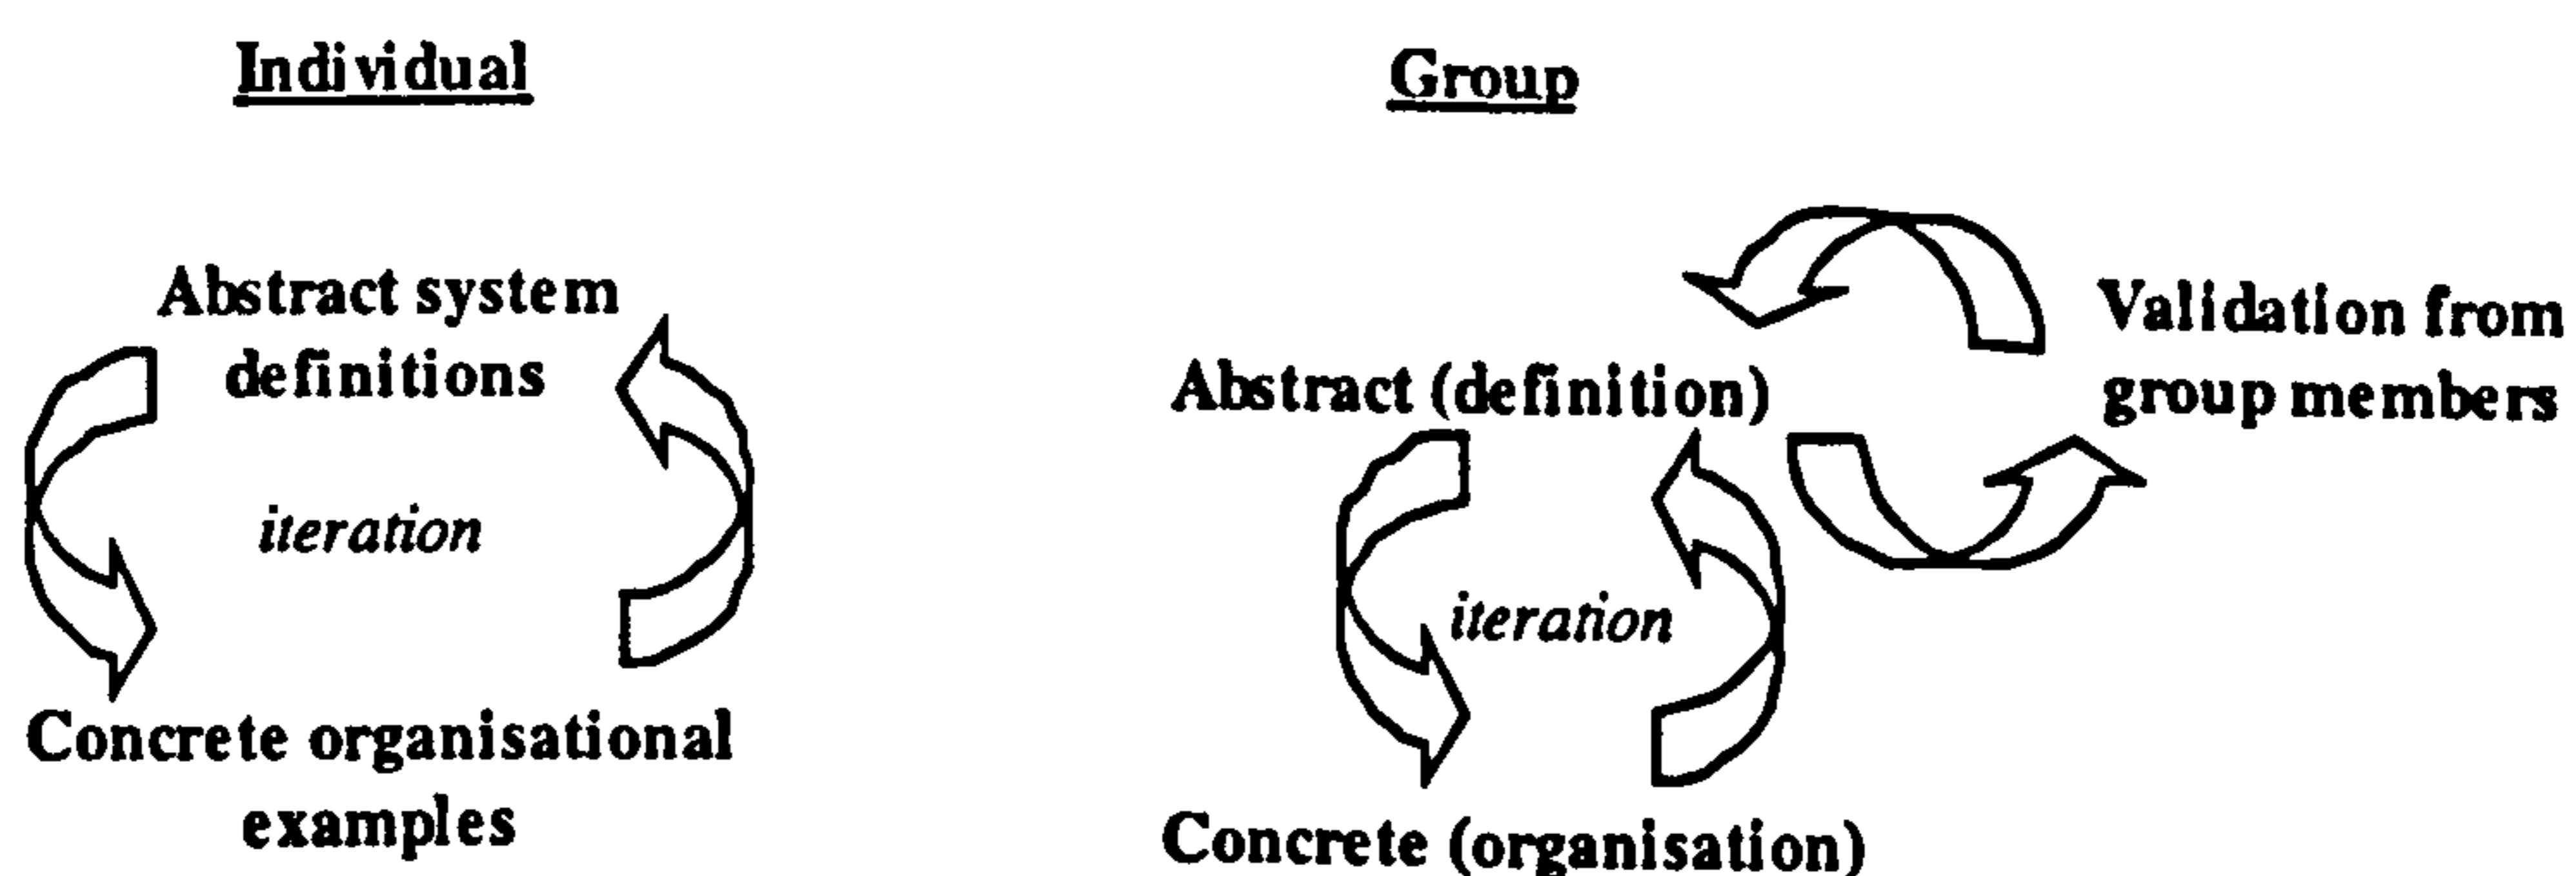 Individual
Abstract system
definitions
iteration
Concrete organisational
examples
Group
Validation from
group members
Abstract (definition)
iteration
Concrete (organisation)